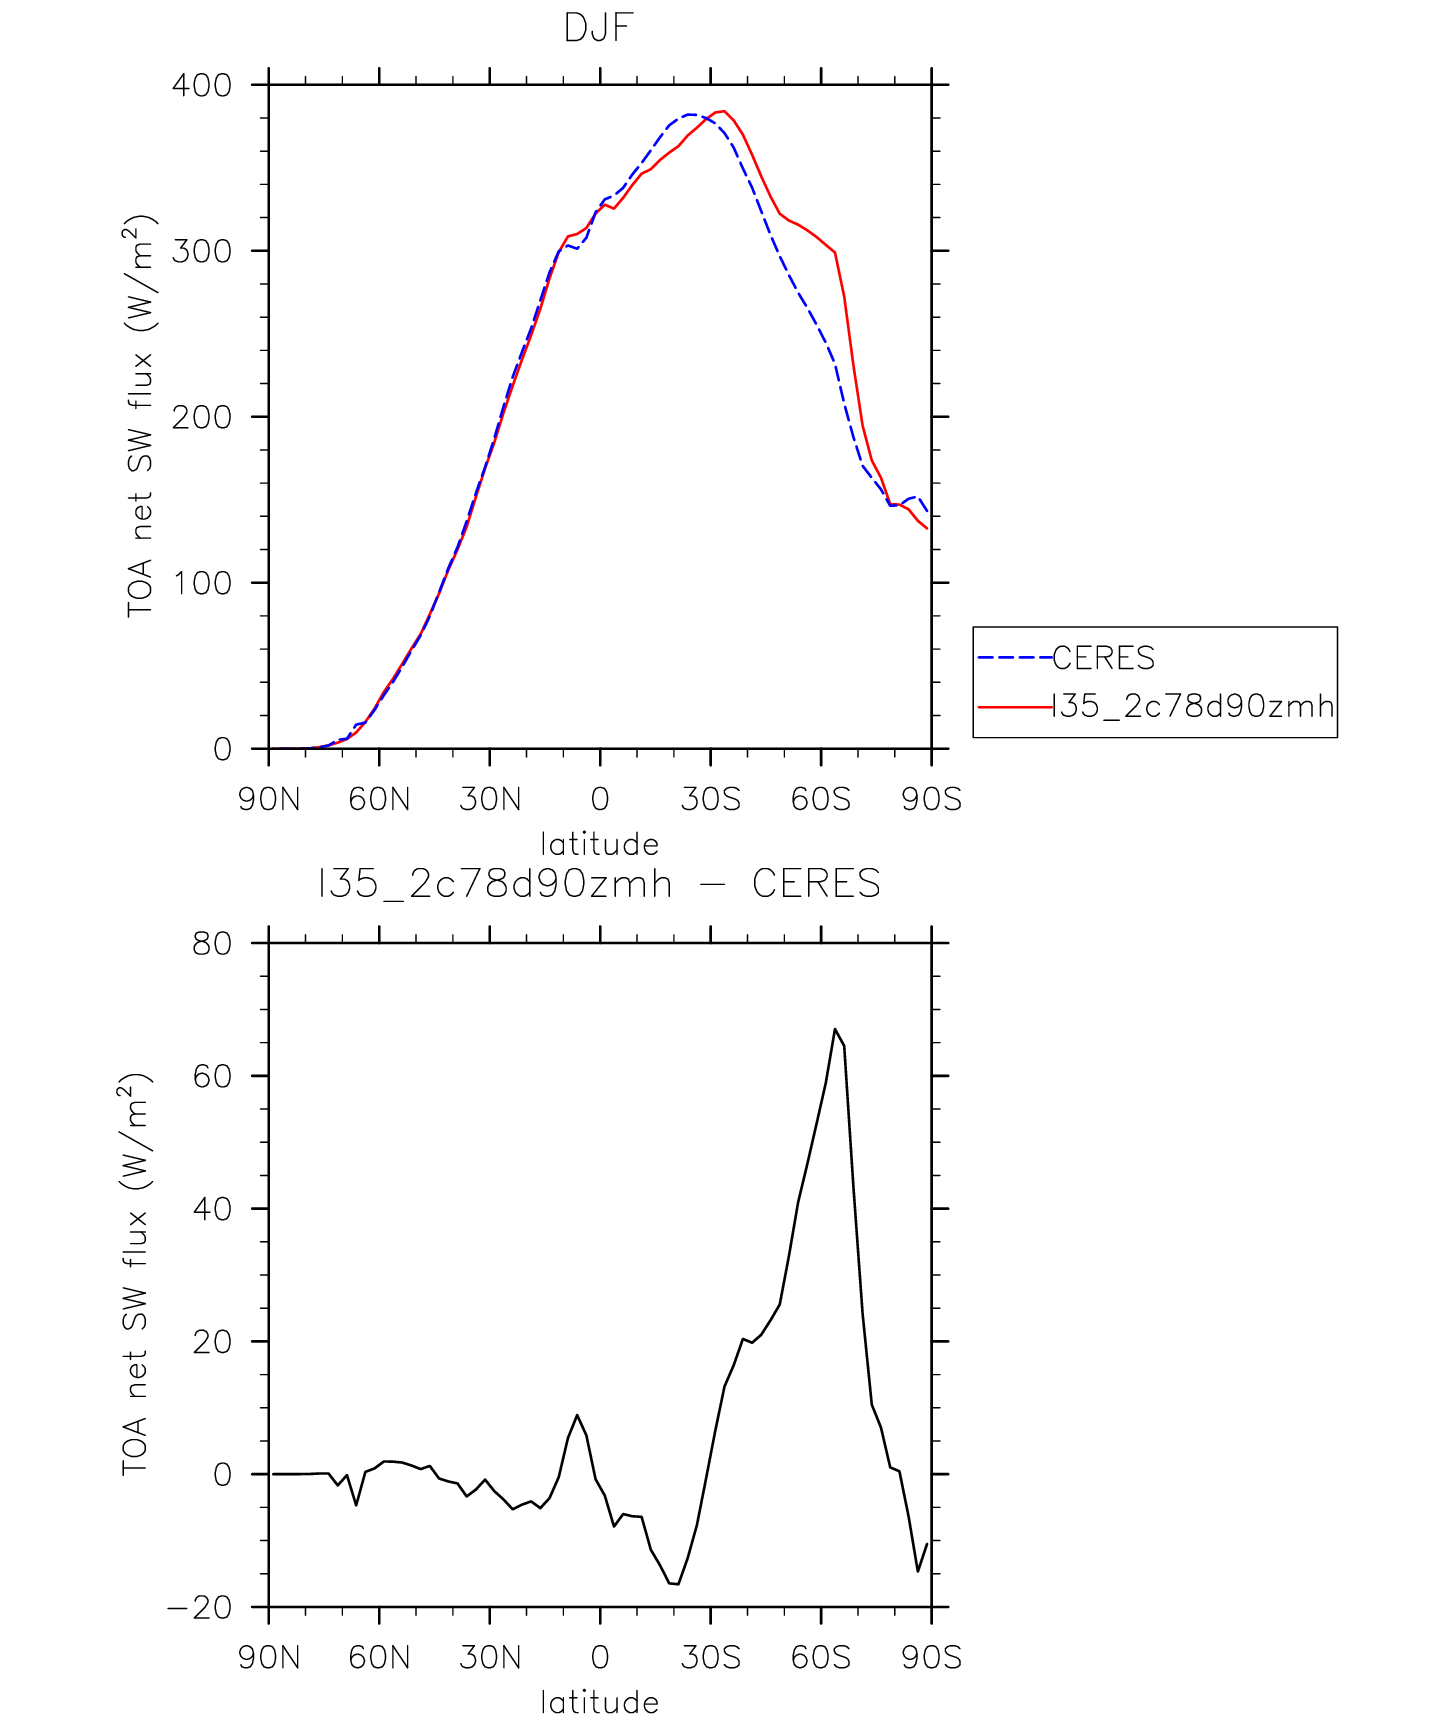 DJF
TOA net SW flux (W/m²)
400
300
200
100
0
90N 60N 30N 0 30S 60S 90S
latitude
CERES
I35_2c78d90zmh
I35_2c78d90zmh − CERES
TOA net SW flux (W/m²)
80
60
40
20
0
−20
90N 60N 30N 0 30S 60S 90S
latitude